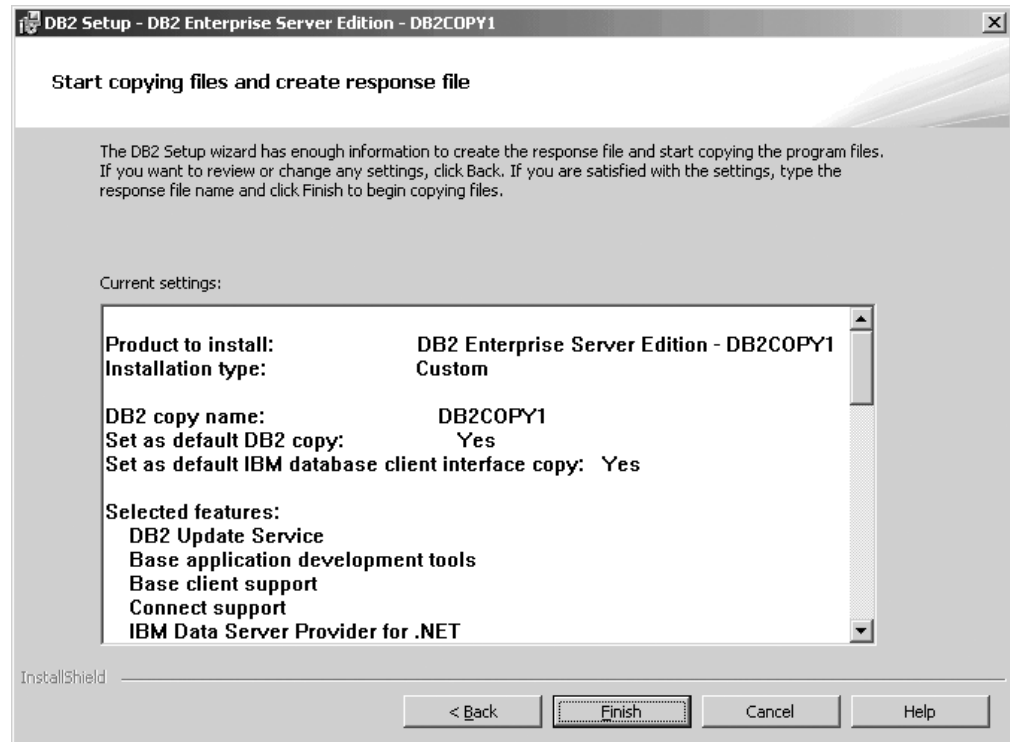 DB2 Setup - DB2 Enterprise Server Edition - DB2COPY1
Start copying files and create response file
The DB2 Setup wizard has enough information to create the response file and start copying the program files.
If you want to review or change any settings, click Back. If you are satisfied with the settings, type the
response file name and click Finish to begin copying files.
Current settings:
Product to install: DB2 Enterprise Server Edition - DB2COPY1
Installation type: Custom
DB2 copy name: DB2COPY1
Set as default DB2 copy: Yes
Set as default IBM database client interface copy: Yes
Selected features:
DB2 Update Service
Base application development tools
Base client support
Connect support
IBM Data Server Provider for .NET
InstallShield
< Back Finish Cancel Help